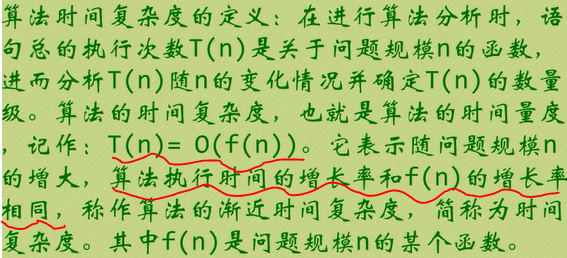 算法时间复杂度的定义：在进行算法分析时，语
句总的执行次数T(n)是关于问题规模n的函数，
进而分析T(n)随n的变化情况并确定T(n)的数量
级。算法的时间复杂度，也就是算法的时间量度
，记作：T(n)= O(f(n))。它表示随问题规模n
的增大，算法执行时间的增长率和f(n)的增长率
相同，称作算法的渐近时间复杂度，简称为时间
复杂度。其中f(n)是问题规模n的某个函数。